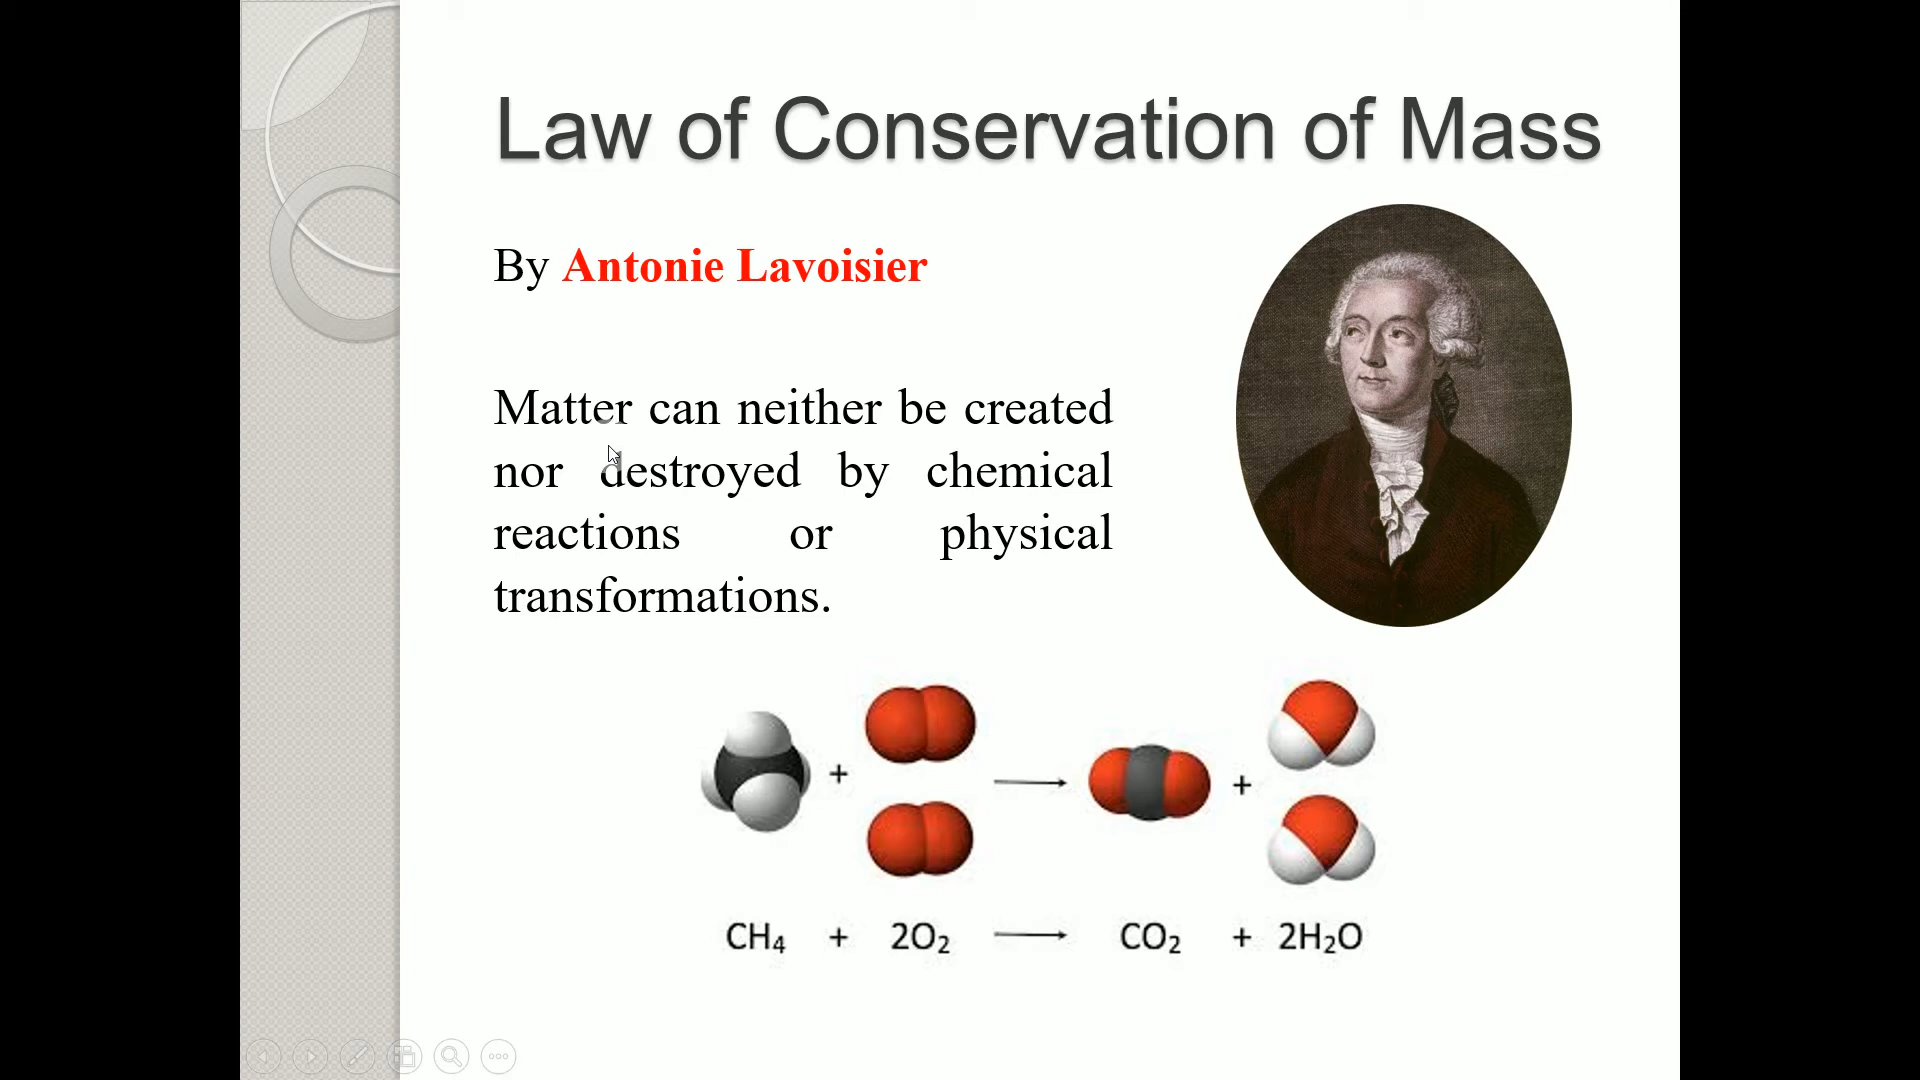 Law of Conservation of Mass
By Antonie Lavoisier
Matter can neither be created
nor destroyed by chemical
reactions or physical
transformations.
+ +
CH₄ + 2O₂ ⟶ CO₂ + 2H₂O